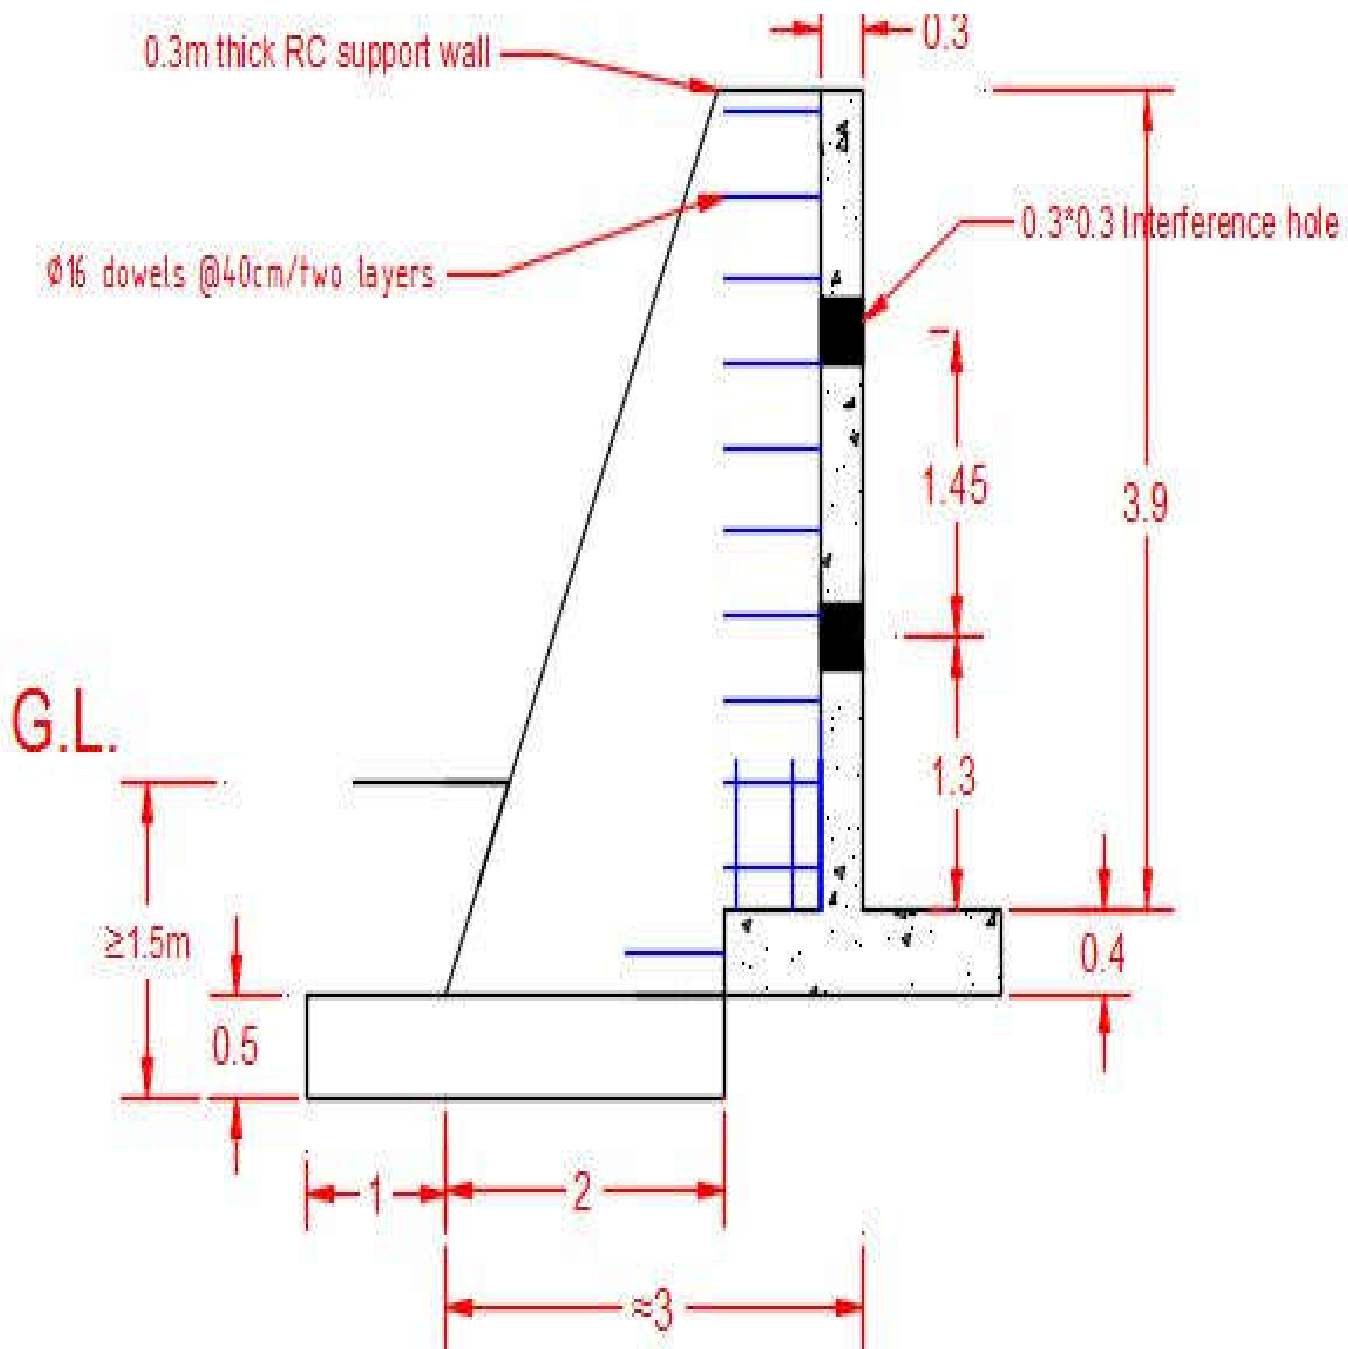 0.3
0.3m thick RC support wall
0.3*0.3 Interference hole
Ø16 dowels @40cm/two layers
1.45
3.9
G.L.
1.3
≥1.5m
0.4
0.5
1
2
≈3